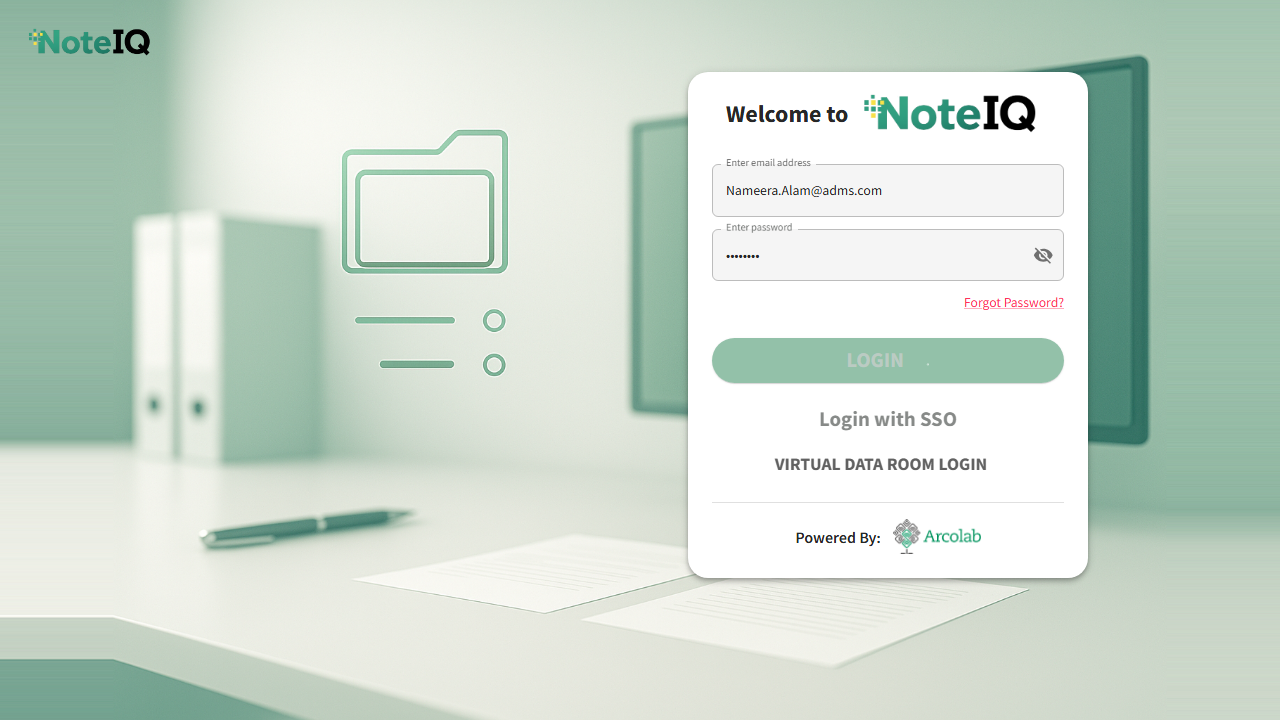 NoteIQ
Welcome to NoteIQ
Enter email address
Nameera.Alam@adms.com
Enter password
••••••••
Forgot Password?
LOGIN
Login with SSO
VIRTUAL DATA ROOM LOGIN
Powered By: Arcolab